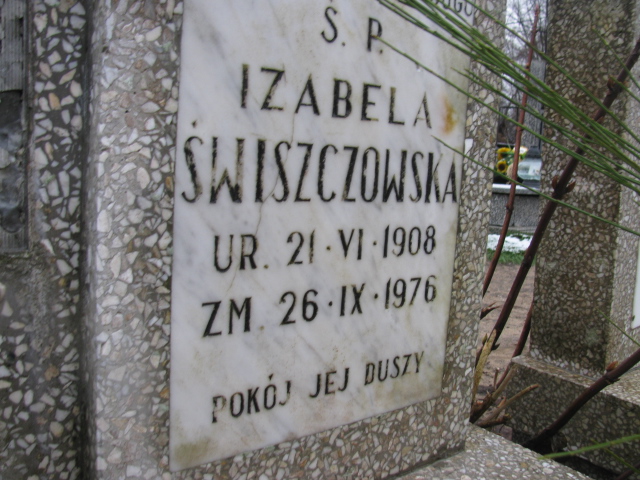 Ś. P.
IZABELA
ŚWISZCZOWSKA
UR. 21·VI·1908
ZM. 26·IX·1976
POKÓJ JEJ DUSZY